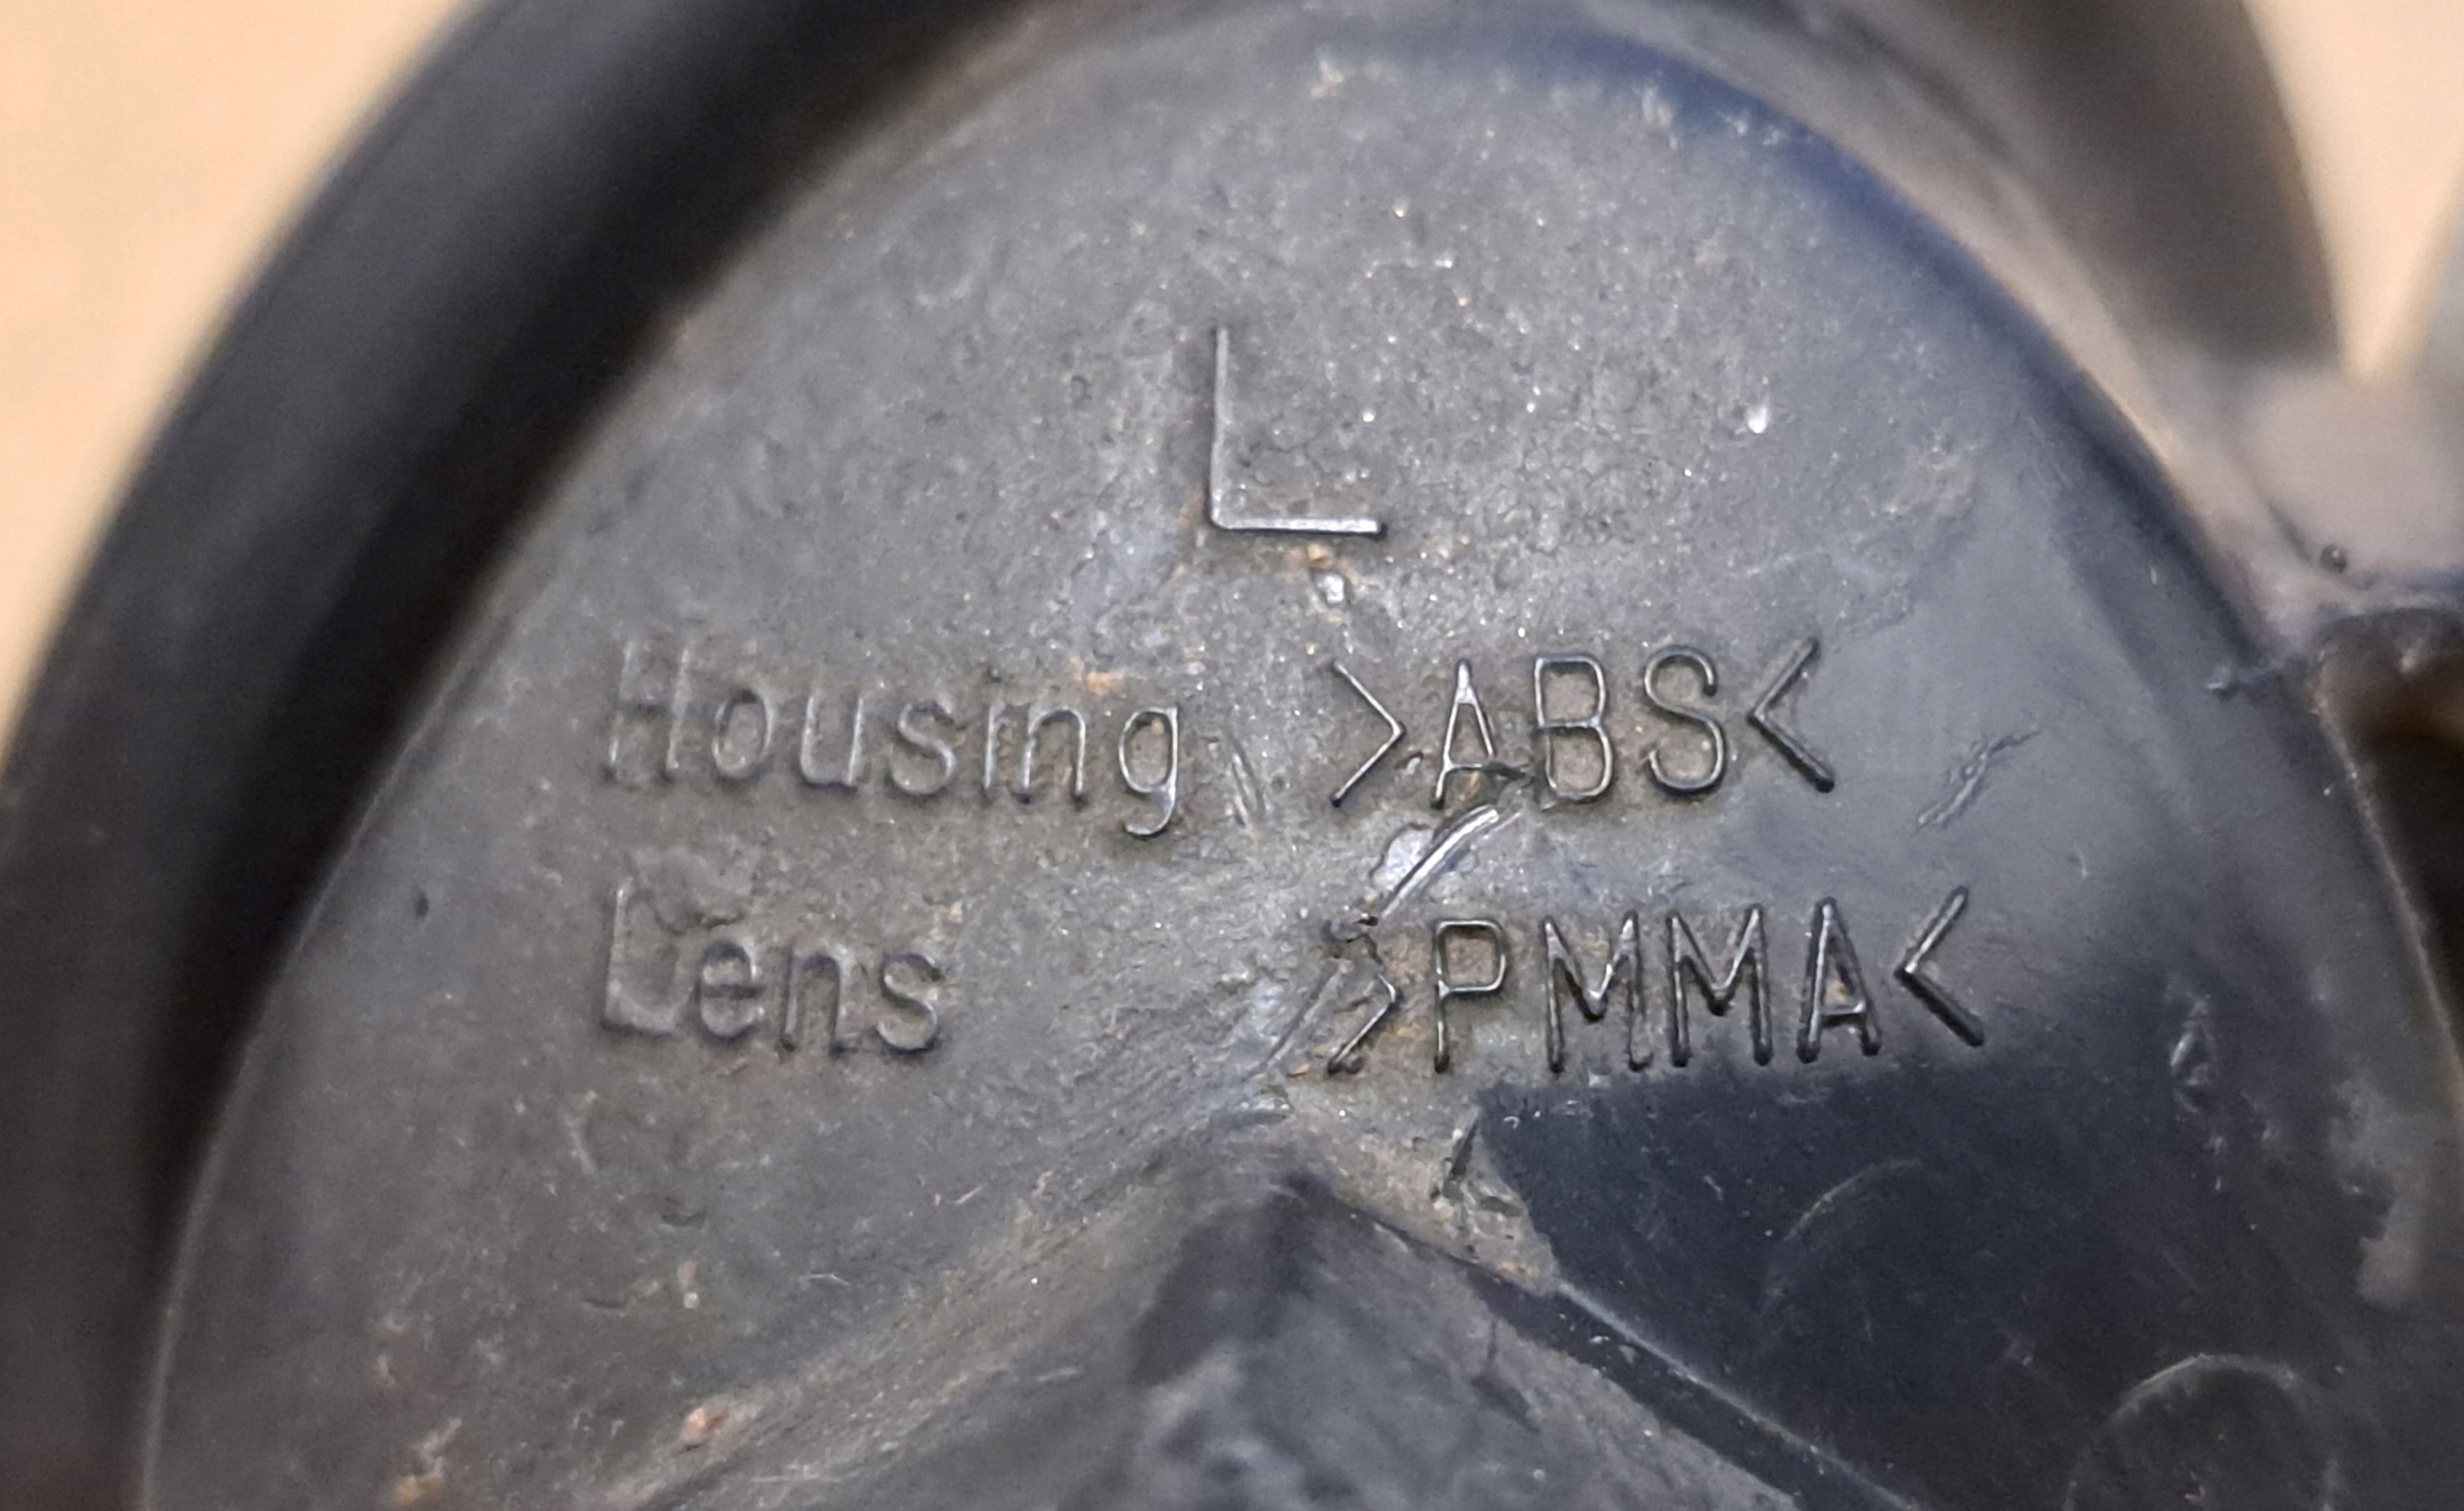 L
Housing >ABS<
Lens >PMMA<